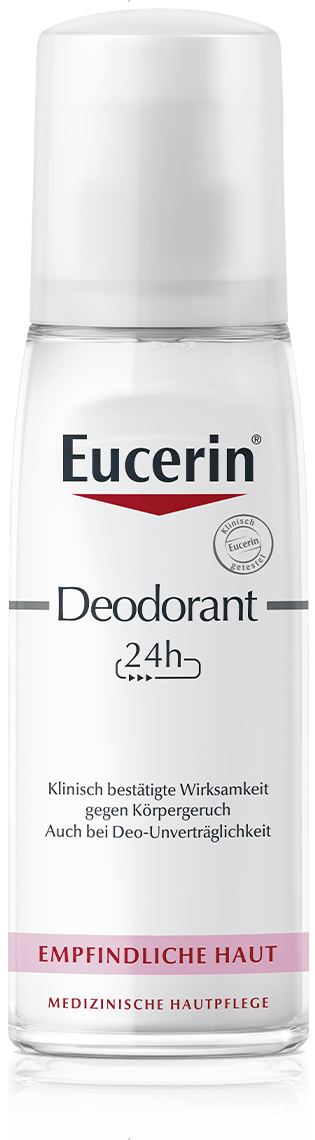 Eucerin®
Klinisch
Eucerin
getestet
Deodorant
24h
Klinisch bestätigte Wirksamkeit
gegen Körpergeruch
Auch bei Deo-Unverträglichkeit
EMPFINDLICHE HAUT
MEDIZINISCHE HAUTPFLEGE